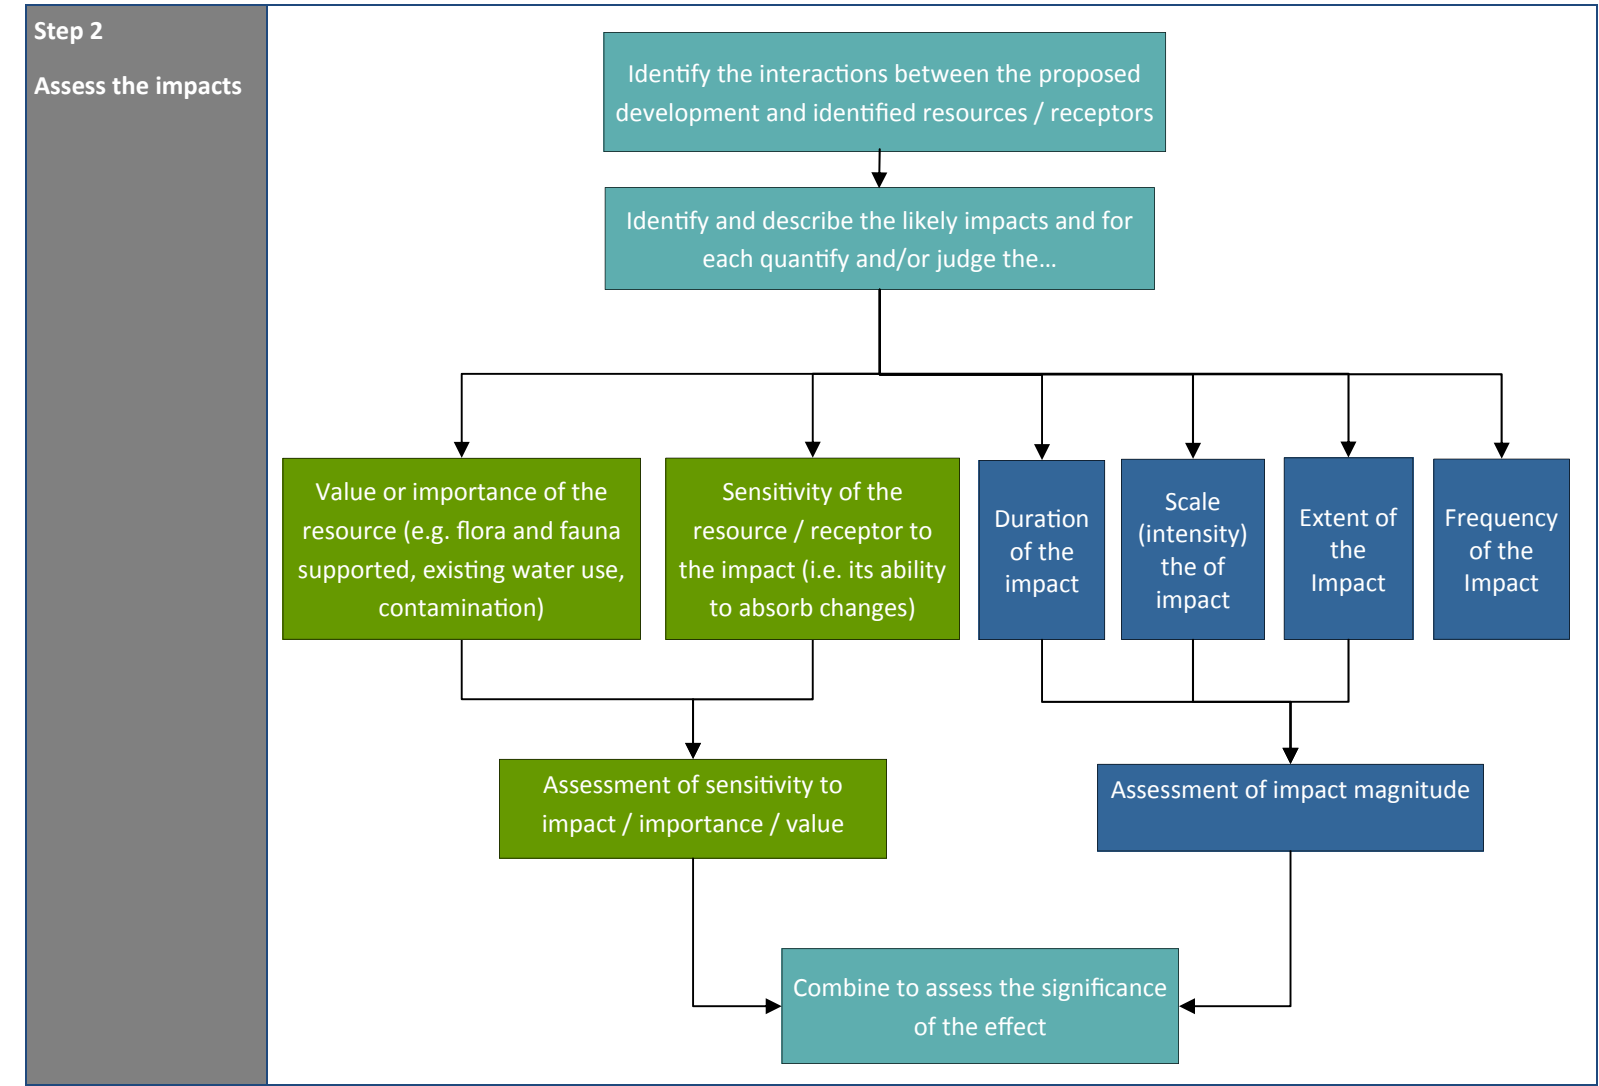 Step 2
Assess the impacts
Identify the interactions between the proposed
development and identified resources / receptors
Identify and describe the likely impacts and for
each quantify and/or judge the…
Value or importance of the
resource (e.g. flora and fauna
supported, existing water use,
contamination)
Sensitivity of the
resource / receptor to
the impact (i.e. its ability
to absorb changes)
Duration
of the
impact
Scale
(intensity)
the of
impact
Extent of
the
Impact
Frequency
of the
Impact
Assessment of sensitivity to
impact / importance / value
Assessment of impact magnitude
Combine to assess the significance
of the effect